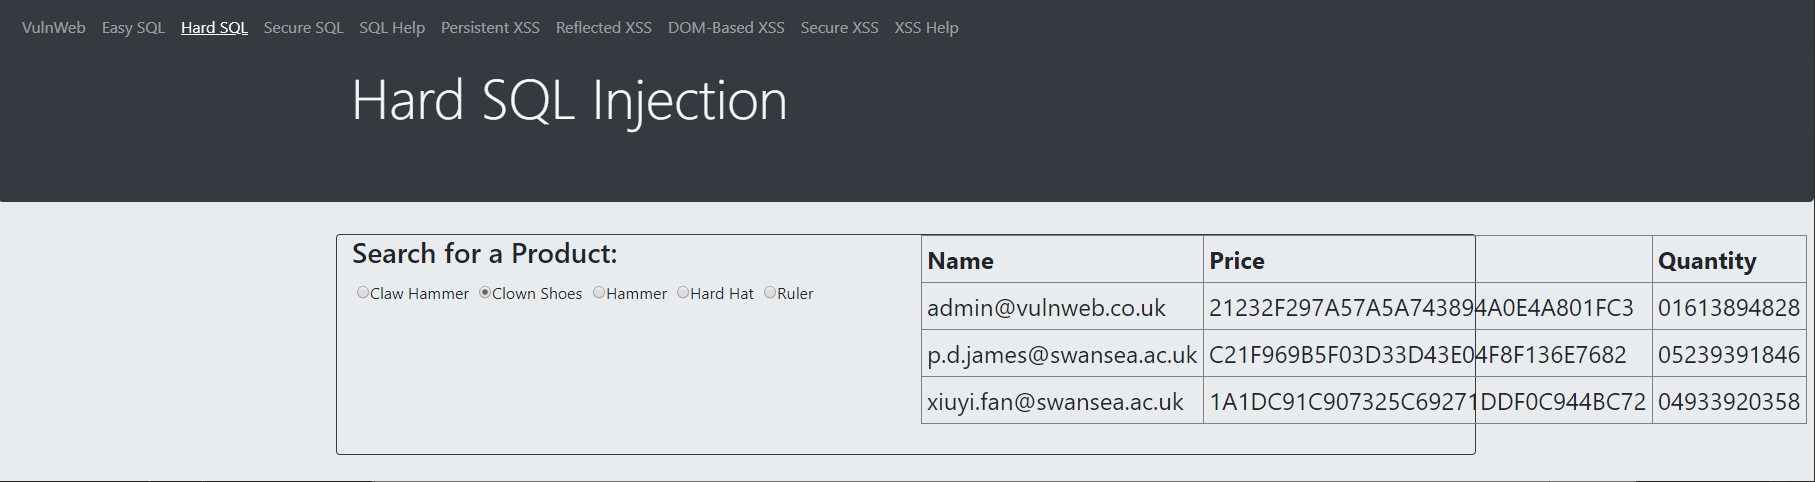 VulnWeb Easy SQL Hard SQL Secure SQL SQL Help Persistent XSS Reflected XSS DOM-Based XSS Secure XSS XSS Help
Hard SQL Injection
Search for a Product:
Claw Hammer Clown Shoes Hammer Hard Hat Ruler
Name Price Quantity
admin@vulnweb.co.uk 21232F297A57A5A743894A0E4A801FC3 01613894828
p.d.james@swansea.ac.uk C21F969B5F03D33D43E04F8F136E7682 05239391846
xiuyi.fan@swansea.ac.uk 1A1DC91C907325C69271DDF0C944BC72 04933920358